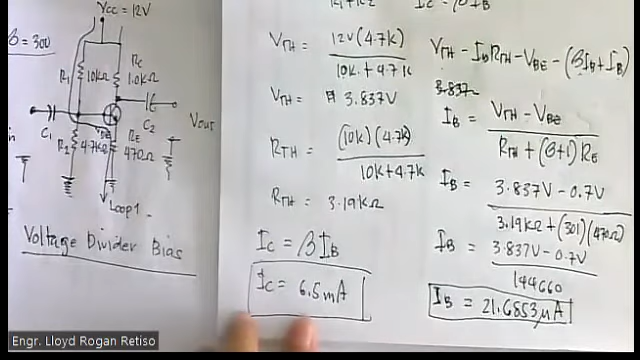 Vcc = 12V
β = 300
R1 10kΩ
RC 1.0kΩ
C1
C2
Vout
R2 4.7kΩ
RE 470Ω
Loop1
Voltage Divider Bias
VTH = 12V (4.7k) / 10k + 4.7k
VTH = 3.837V
RTH = (10k)(4.7k) / 10k+4.7k
RTH = 3.19kΩ
IC = βIB
IC = 6.5mA
VTH - IBRTH - VBE - (βIB + IB)
3.837
IB = VTH - VBE / RTH + (β+1) RE
IB = 3.837V - 0.7V / 3.19kΩ + (301)(470Ω)
IB = 3.837V - 0.7V / 144660
IB = 21.6853μA
Engr. Lloyd Rogan Retiso